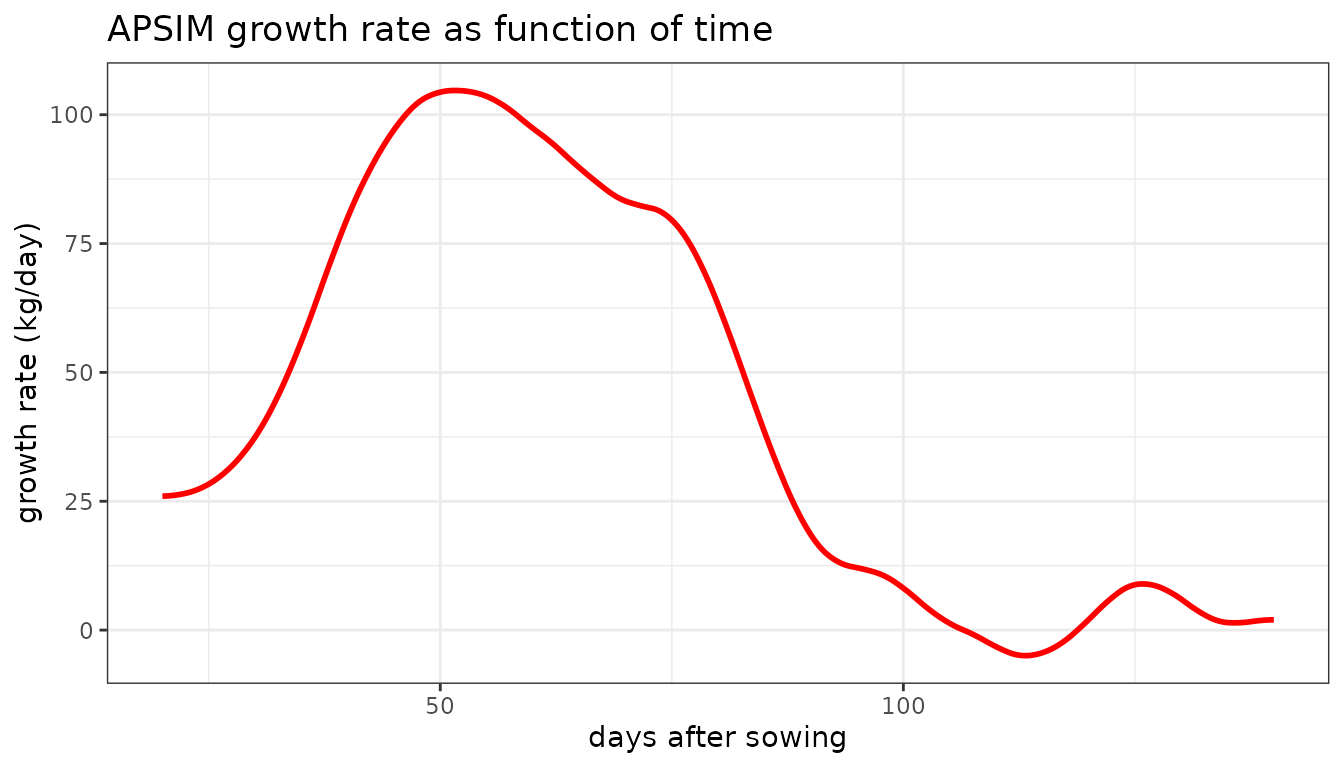 APSIM growth rate as function of time
growth rate (kg/day)
100
75
50
25
0
50
100
days after sowing